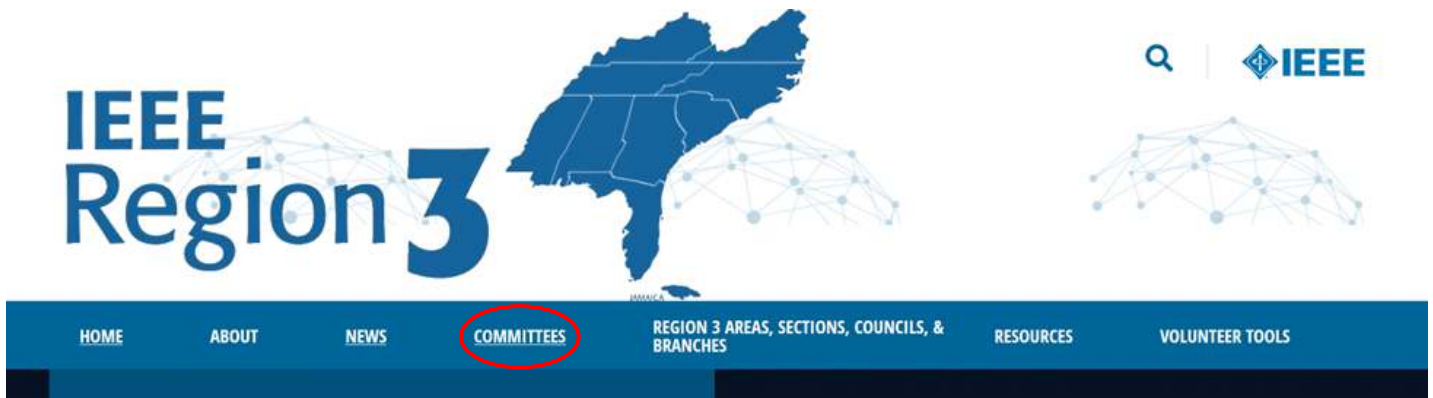 IEEE
IEEE
Region 3
JAMAICA
HOME ABOUT NEWS COMMITTEES REGION 3 AREAS, SECTIONS, COUNCILS, & RESOURCES VOLUNTEER TOOLS
BRANCHES